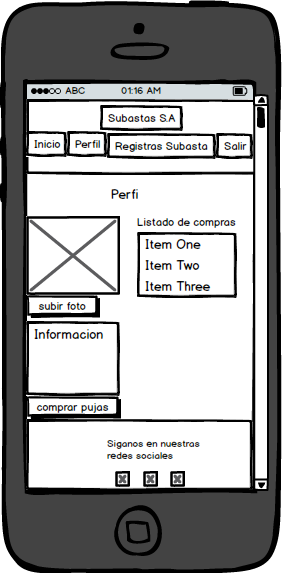 ABC 01:16 AM
Subastas S.A
Inicio Perfil Registras Subasta Salir
Perfi
Listado de compras
Item One
Item Two
Item Three
subir foto
Informacion
comprar pujas
Siganos en nuestras
redes sociales